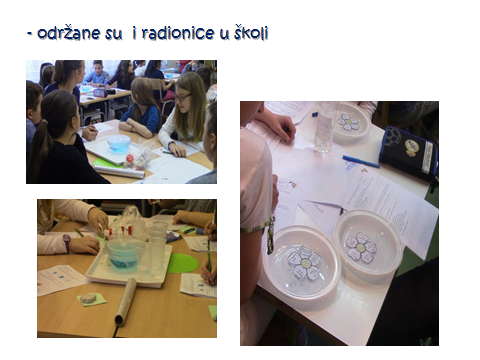 - održane su i radionice u školi